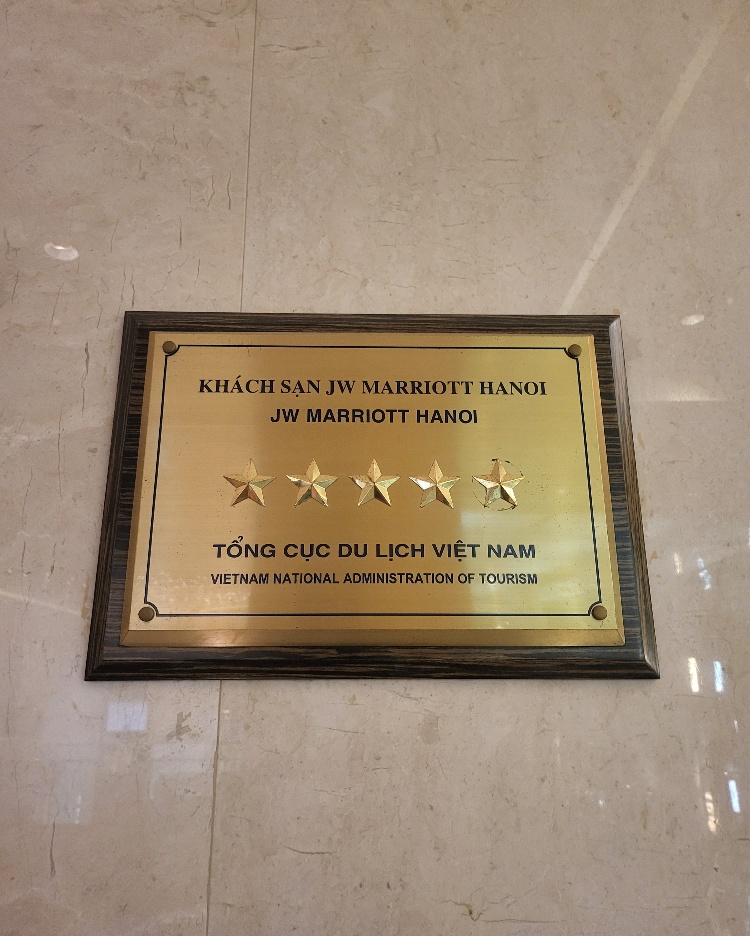 KHÁCH SẠN JW MARRIOTT HANOI
JW MARRIOTT HANOI
TỔNG CỤC DU LỊCH VIỆT NAM
VIETNAM NATIONAL ADMINISTRATION OF TOURISM